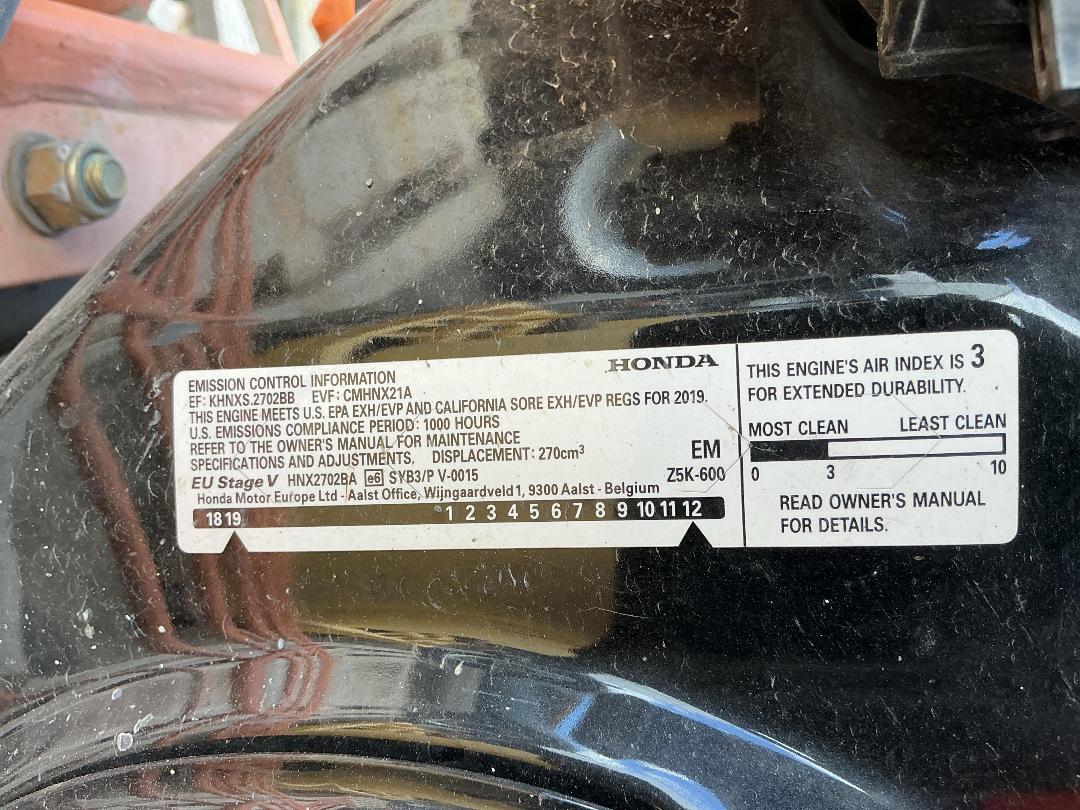 HONDA
EMISSION CONTROL INFORMATION
EF: KHNXS.2702BB EVF: CMHNX21A
THIS ENGINE MEETS U.S. EPA EXH/EVP AND CALIFORNIA SORE EXH/EVP REGS FOR 2019.
U.S. EMISSIONS COMPLIANCE PERIOD: 1000 HOURS
REFER TO THE OWNER'S MANUAL FOR MAINTENANCE
SPECIFICATIONS AND ADJUSTMENTS. DISPLACEMENT: 270cm³
EM
EU Stage V HNX2702BA e6 SYB3/P V-0015
Z5K-600
Honda Motor Europe Ltd - Aalst Office, Wijngaardveld1, 9300 Aalst - Belgium
18 19 1 2 3 4 5 6 7 8 9 10 11 12
THIS ENGINE'S AIR INDEX IS 3
FOR EXTENDED DURABILITY.
MOST CLEAN LEAST CLEAN
0 3 10
READ OWNER'S MANUAL
FOR DETAILS.